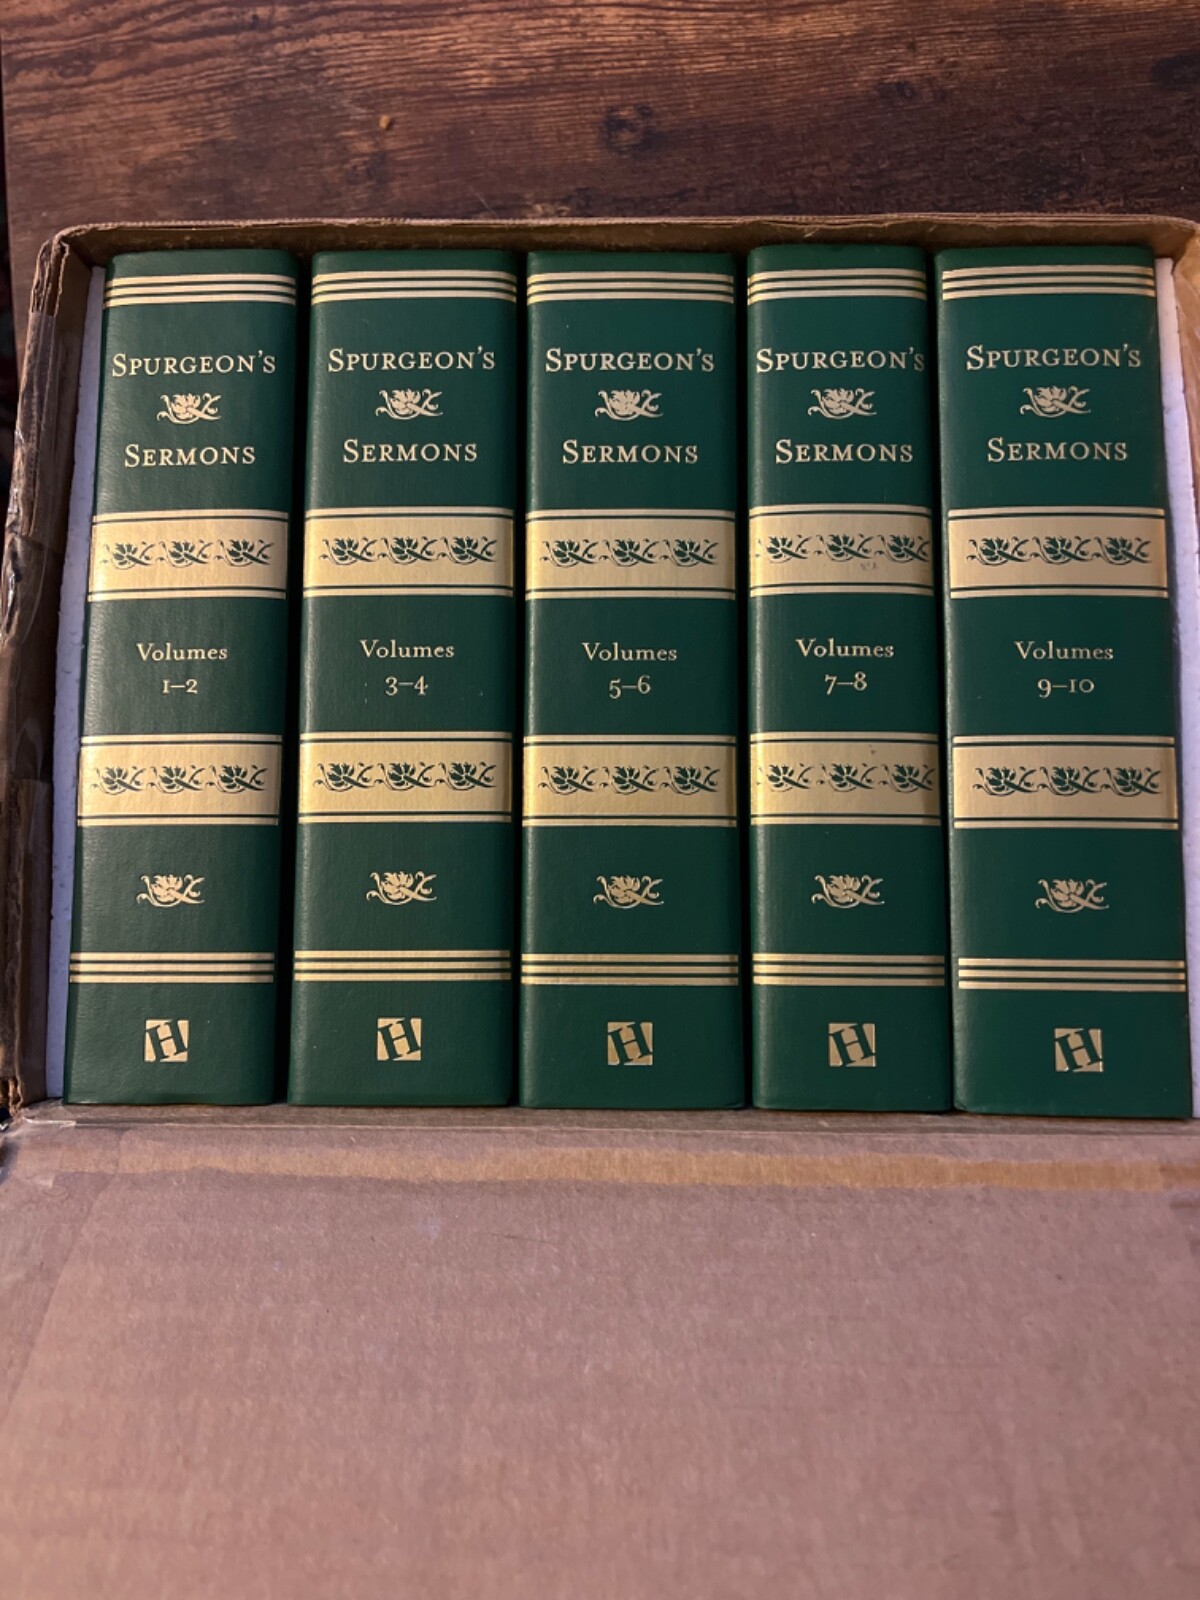 SPURGEON'S
SERMONS
Volumes
1–2
H
SPURGEON'S
SERMONS
Volumes
3–4
H
SPURGEON'S
SERMONS
Volumes
5–6
H
SPURGEON'S
SERMONS
Volumes
7–8
H
SPURGEON'S
SERMONS
Volumes
9–10
H